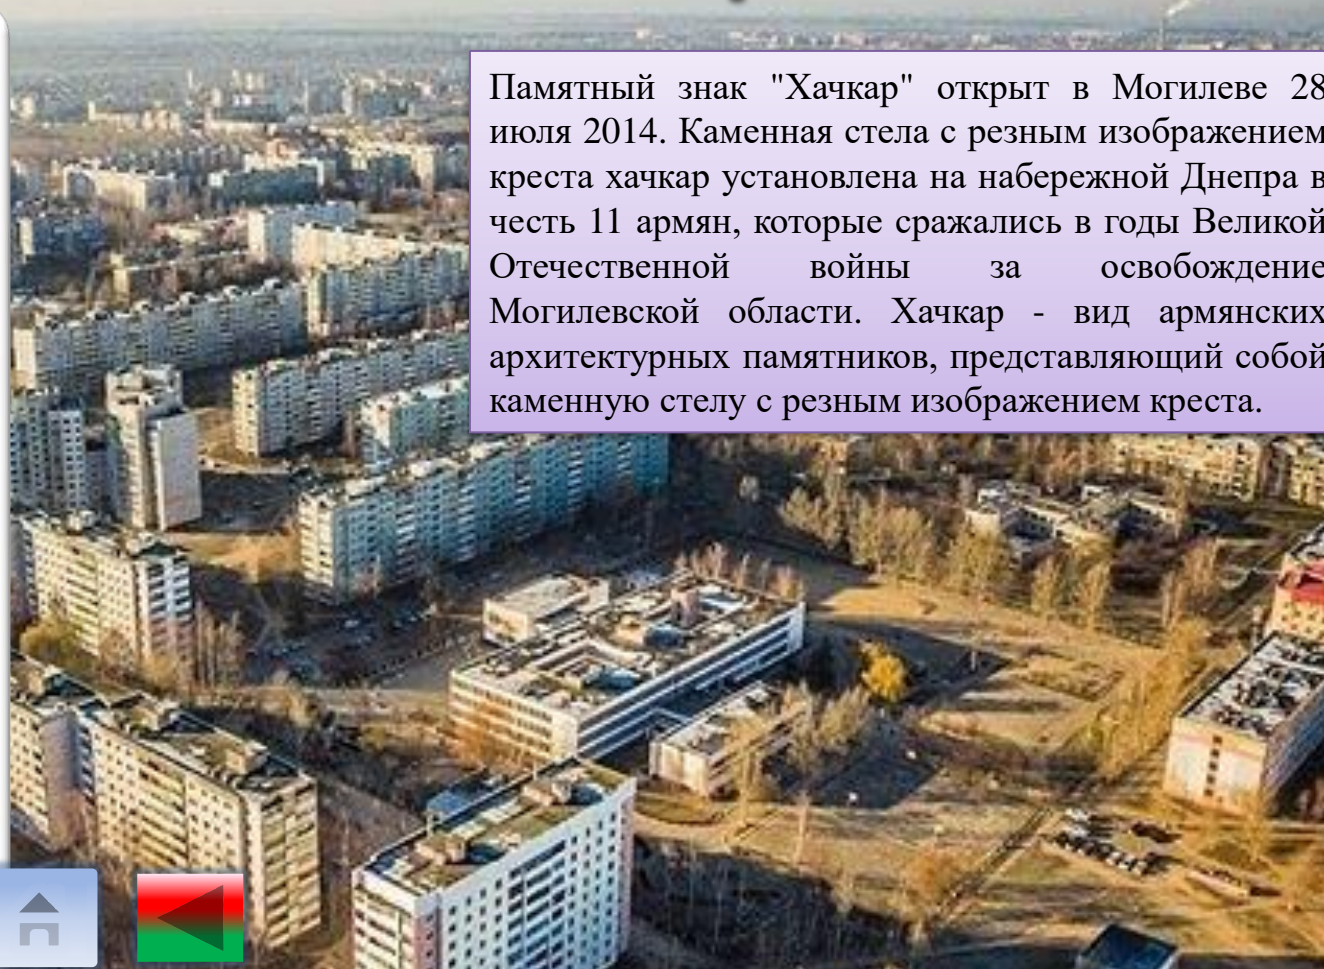 Памятный знак "Хачкар" открыт в Могилеве 28
июля 2014. Каменная стела с резным изображением
креста хачкар установлена на набережной Днепра в
честь 11 армян, которые сражались в годы Великой
Отечественной войны за освобождение
Могилевской области. Хачкар - вид армянских
архитектурных памятников, представляющий собой
каменную стелу с резным изображением креста.